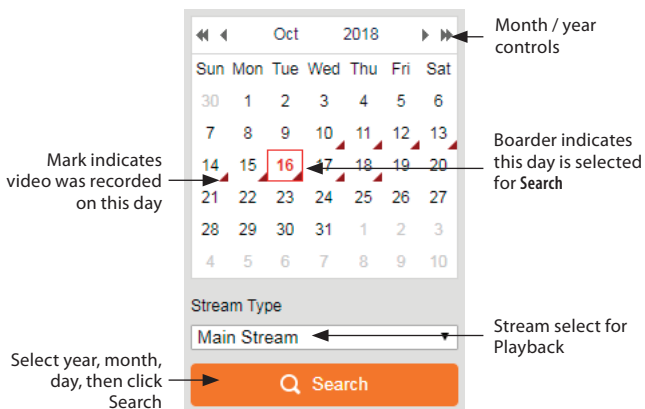 Oct 2018
Month / year
controls
Sun Mon Tue Wed Thu Fri Sat
30 1 2 3 4 5 6
7 8 9 10 11 12 13
14 15 16 17 18 19 20
21 22 23 24 25 26 27
28 29 30 31 1 2 3
4 5 6 7 8 9 10
Mark indicates
video was recorded
on this day
Boarder indicates
this day is selected
for Search
Stream Type
Main Stream
Stream select for
Playback
Select year, month,
day, then click
Search
Search